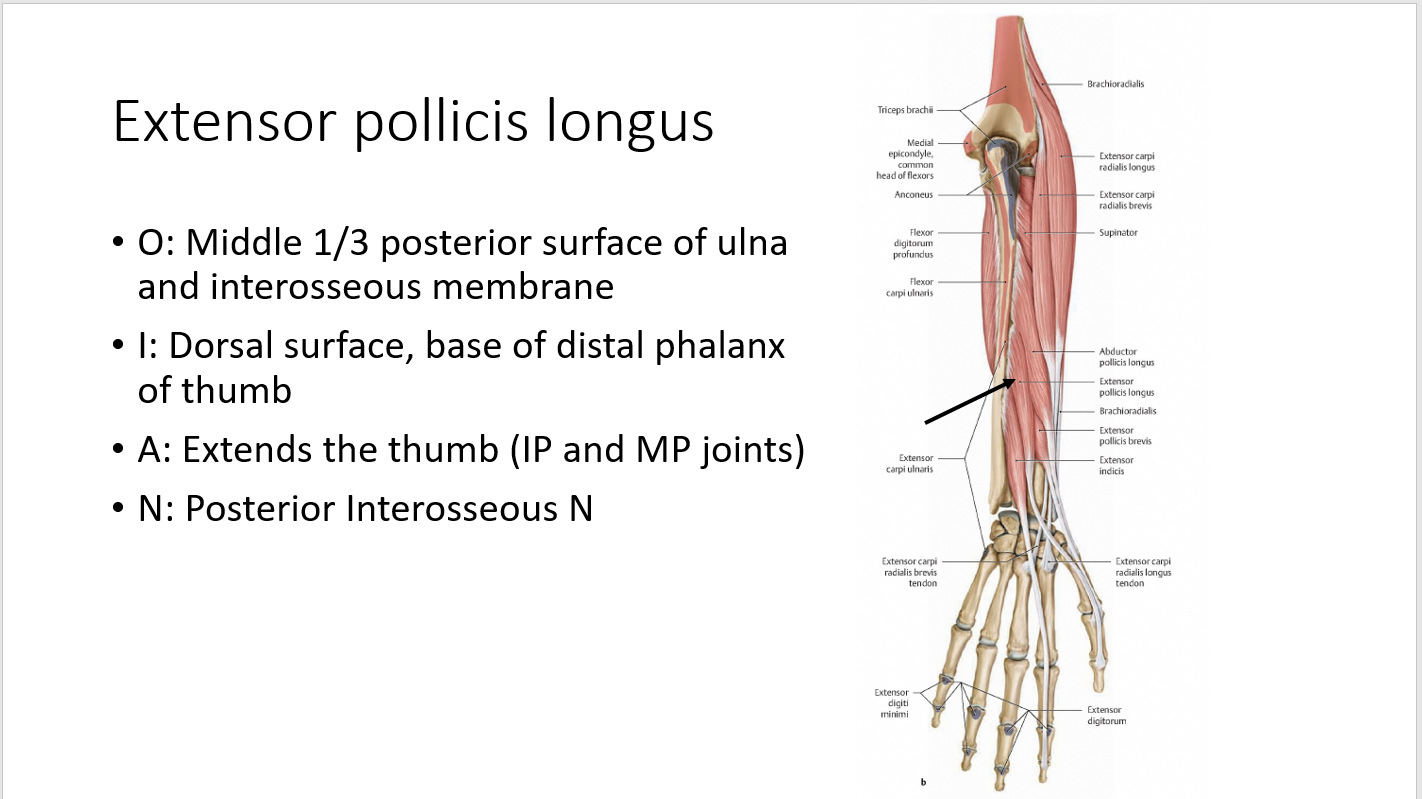 Extensor pollicis longus
• O: Middle 1/3 posterior surface of ulna
and interosseous membrane
• I: Dorsal surface, base of distal phalanx
of thumb
• A: Extends the thumb (IP and MP joints)
• N: Posterior Interosseous N
Triceps brachii
Medial
epicondyle,
common
head of flexors
Anconeus
Flexor
digitorum
profundus
Flexor
carpi ulnaris
Extensor
carpi ulnaris
Extensor carpi
radialis brevis
tendon
Extensor
digiti
minimi
Brachioradialis
Extensor carpi
radialis longus
Extensor carpi
radialis brevis
Supinator
Abductor
pollicis longus
Extensor
pollicis longus
Brachioradialis
Extensor
pollicis brevis
Extensor
indicis
Extensor carpi
radialis longus
tendon
Extensor
digitorum
b